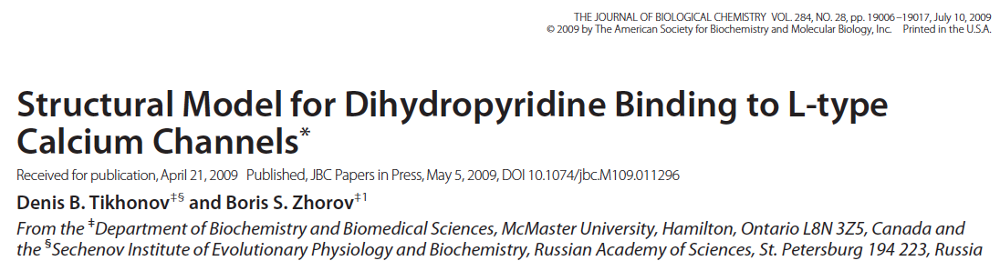 THE JOURNAL OF BIOLOGICAL CHEMISTRY VOL. 284, NO. 28, pp. 19006–19017, July 10, 2009
© 2009 by The American Society for Biochemistry and Molecular Biology, Inc. Printed in the U.S.A.
Structural Model for Dihydropyridine Binding to L-type
Calcium Channels*
Received for publication, April 21, 2009 Published, JBC Papers in Press, May 5, 2009, DOI 10.1074/jbc.M109.011296
Denis B. Tikhonov‡§ and Boris S. Zhorov‡1
From the ‡Department of Biochemistry and Biomedical Sciences, McMaster University, Hamilton, Ontario L8N 3Z5, Canada and
the §Sechenov Institute of Evolutionary Physiology and Biochemistry, Russian Academy of Sciences, St. Petersburg 194 223, Russia